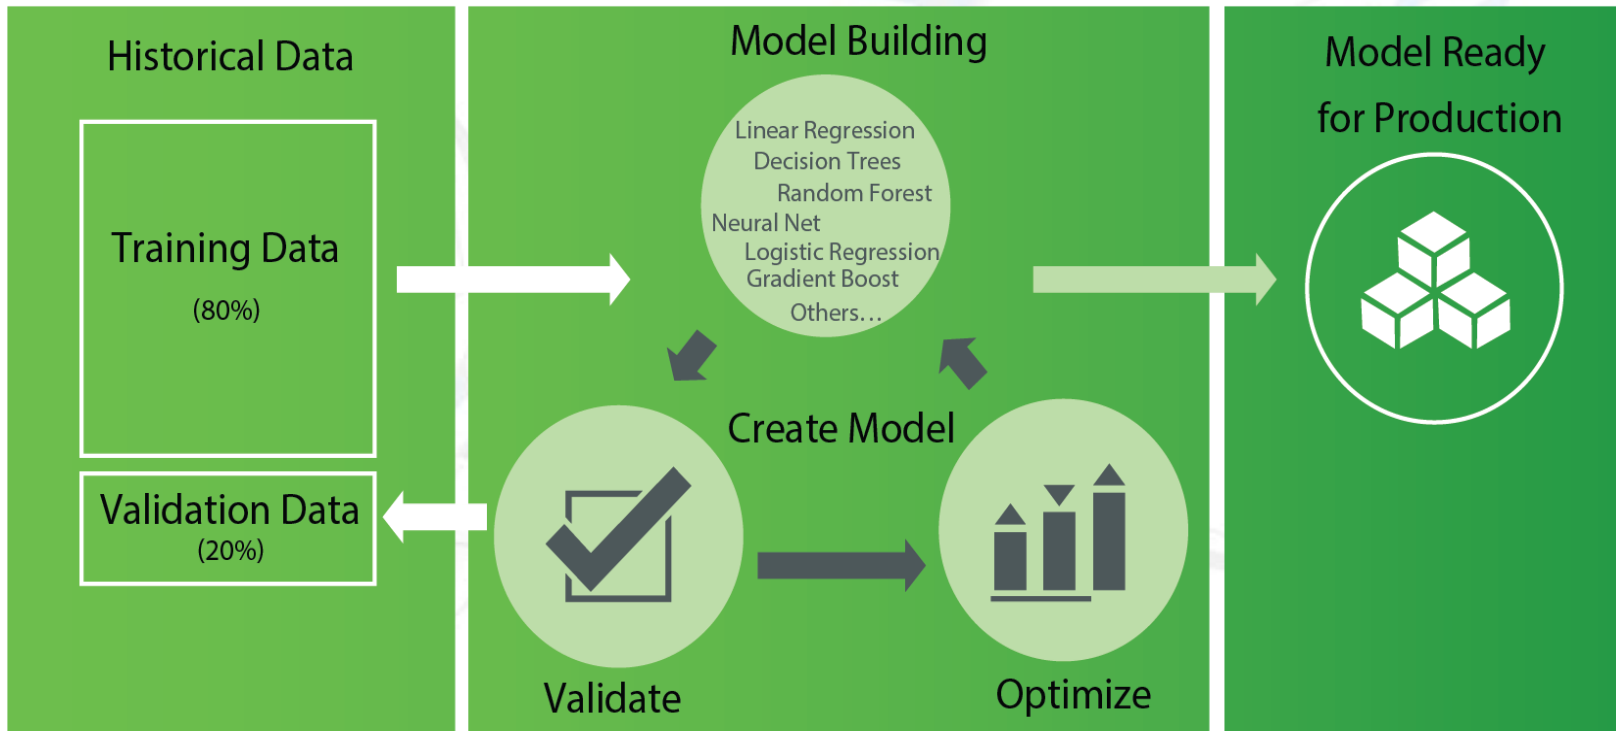 Historical Data
Training Data
(80%)
Validation Data
(20%)
Model Building
Linear Regression
Decision Trees
Random Forest
Neural Net
Logistic Regression
Gradient Boost
Others…
Create Model
Validate
Optimize
Model Ready
for Production